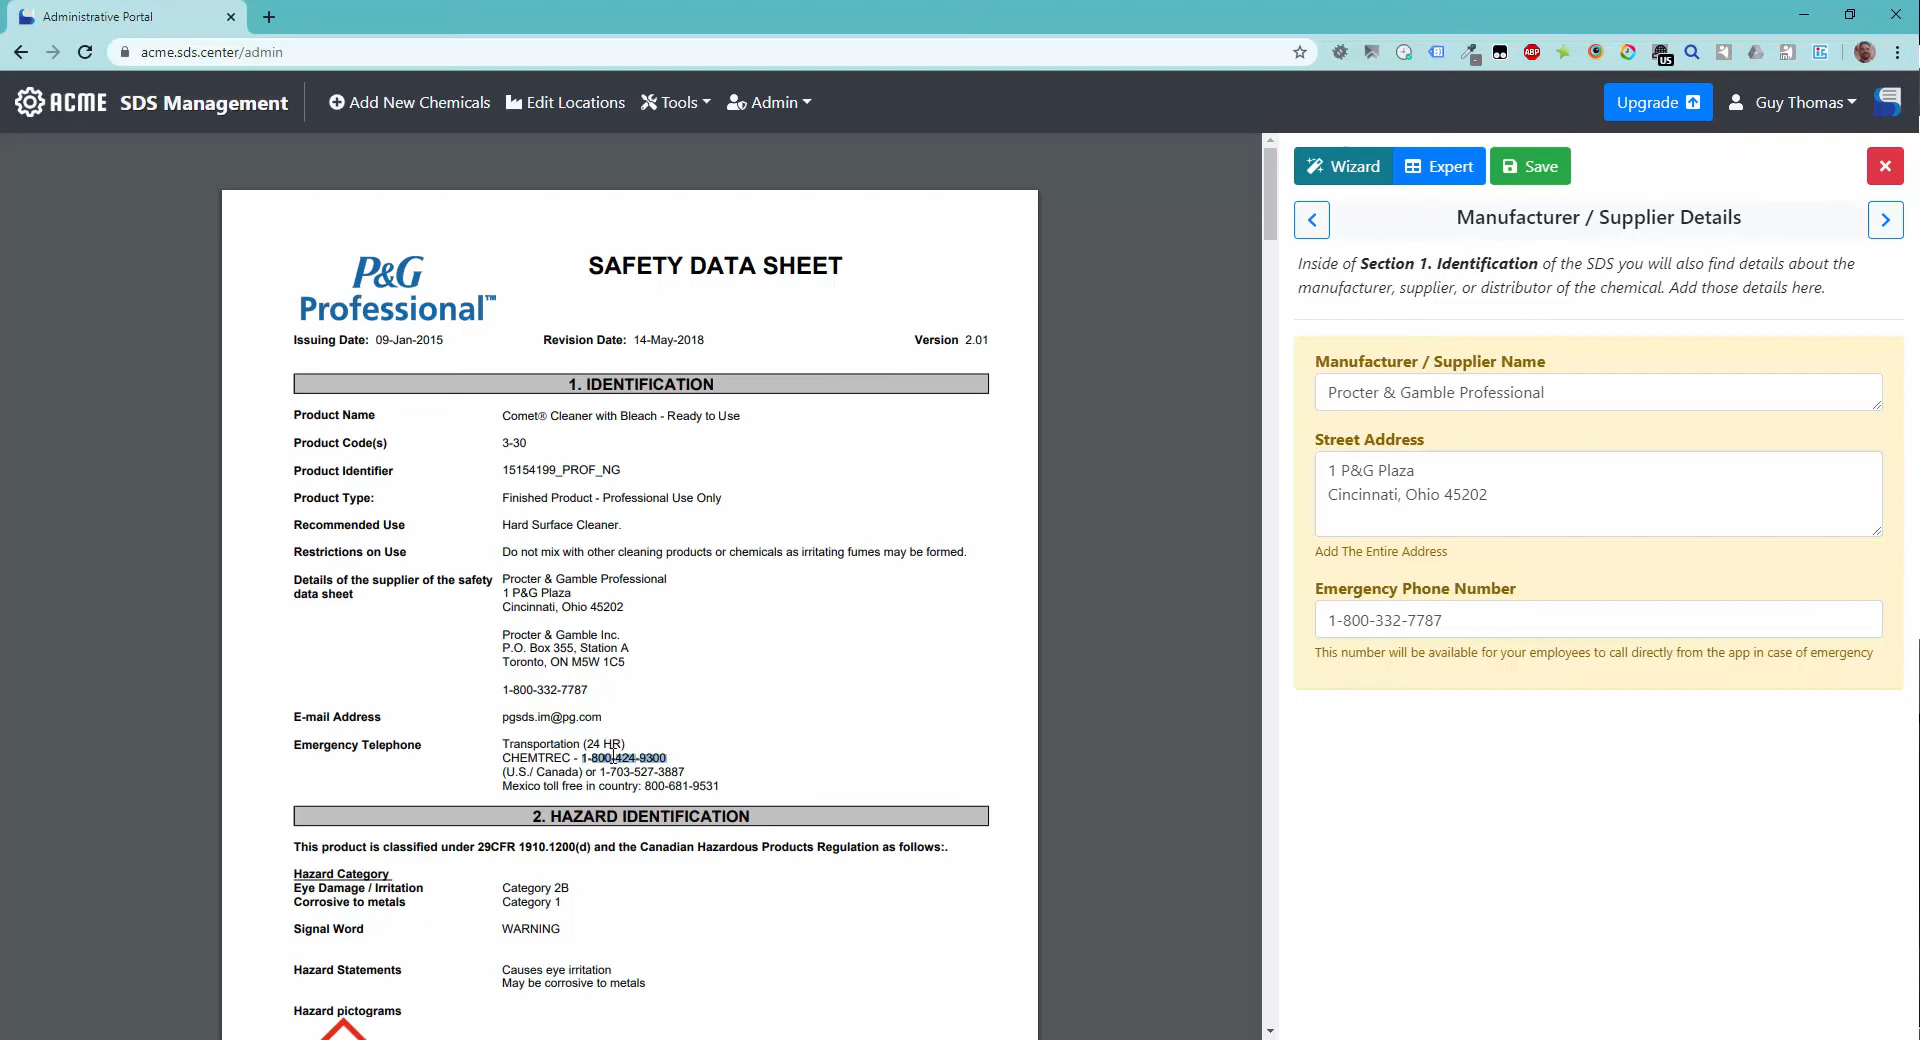 Administrative Portal
acme.sds.center/admin
ABP
US
ACME SDS Management
Add New Chemicals
Edit Locations
Tools
Admin
Upgrade
Guy Thomas
P&G
Professional™
SAFETY DATA SHEET
Issuing Date: 09-Jan-2015 Revision Date: 14-May-2018 Version 2.01
1. IDENTIFICATION
Product Name Comet® Cleaner with Bleach - Ready to Use
Product Code(s) 3-30
Product Identifier 15154199_PROF_NG
Product Type: Finished Product - Professional Use Only
Recommended Use Hard Surface Cleaner.
Restrictions on Use Do not mix with other cleaning products or chemicals as irritating fumes may be formed.
Details of the supplier of the safety Procter & Gamble Professional
data sheet 1 P&G Plaza
Cincinnati, Ohio 45202
Procter & Gamble Inc.
P.O. Box 355, Station A
Toronto, ON M5W 1C5
1-800-332-7787
E-mail Address pgsds.im@pg.com
Emergency Telephone Transportation (24 HR)
CHEMTREC - 1-800-424-9300
(U.S./ Canada) or 1-703-527-3887
Mexico toll free in country: 800-681-9531
2. HAZARD IDENTIFICATION
This product is classified under 29CFR 1910.1200(d) and the Canadian Hazardous Products Regulation as follows:.
Hazard Category
Eye Damage / Irritation Category 2B
Corrosive to metals Category 1
Signal Word WARNING
Hazard Statements Causes eye irritation
May be corrosive to metals
Hazard pictograms
Wizard
Expert
Save
Manufacturer / Supplier Details
Inside of Section 1. Identification of the SDS you will also find details about the
manufacturer, supplier, or distributor of the chemical. Add those details here.
Manufacturer / Supplier Name
Procter & Gamble Professional
Street Address
1 P&G Plaza
Cincinnati, Ohio 45202
Add The Entire Address
Emergency Phone Number
1-800-332-7787
This number will be available for your employees to call directly from the app in case of emergency